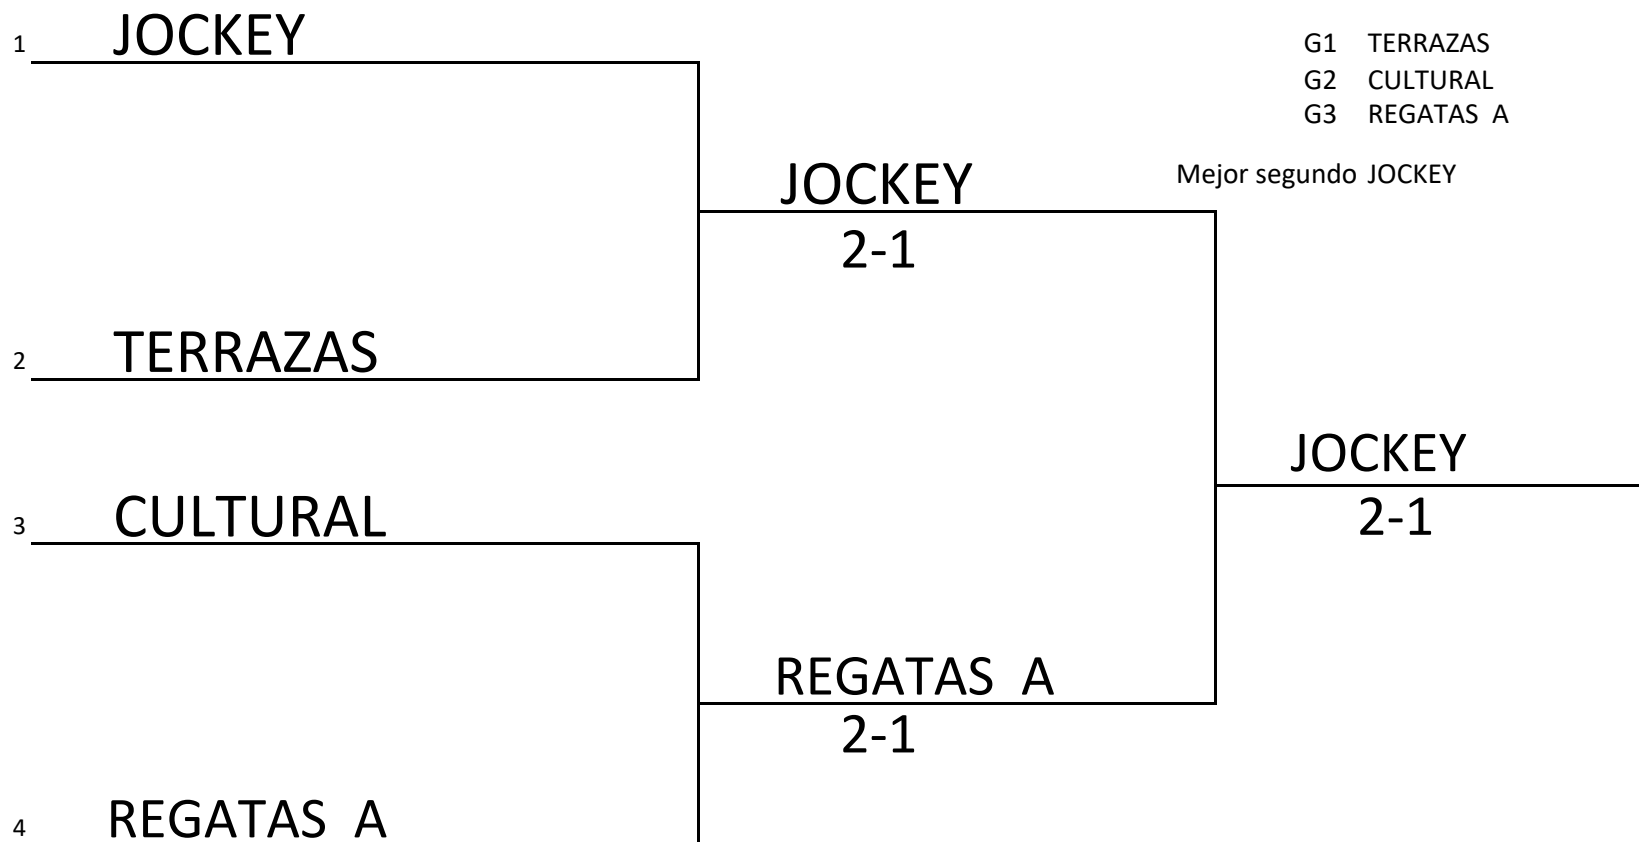 1 JOCKEY
G1 TERRAZAS
G2 CULTURAL
G3 REGATAS A
JOCKEY
Mejor segundo JOCKEY
2-1
2 TERRAZAS
JOCKEY
3 CULTURAL
2-1
REGATAS A
2-1
4 REGATAS A